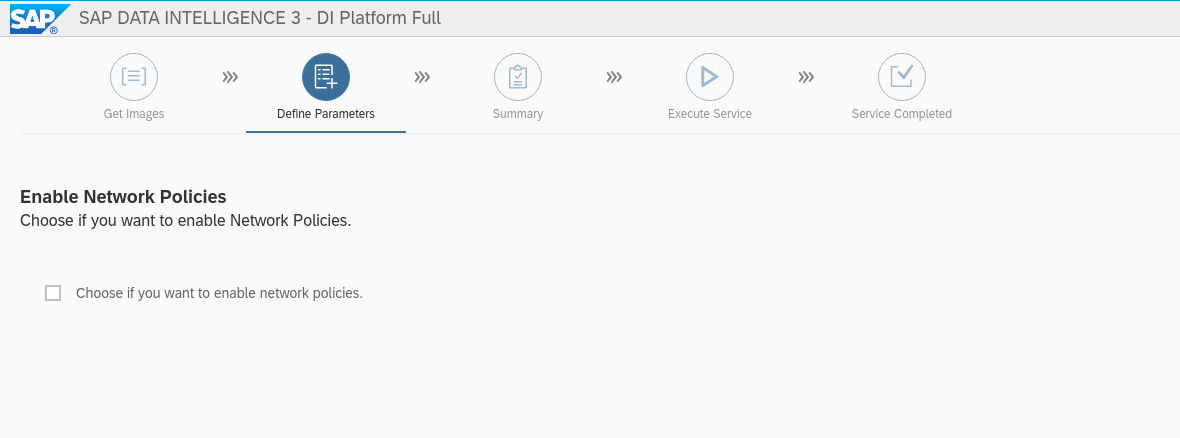 SAP ® SAP DATA INTELLIGENCE 3 - DI Platform Full
Get Images
Define Parameters
Summary
Execute Service
Service Completed
Enable Network Policies
Choose if you want to enable Network Policies.
Choose if you want to enable network policies.